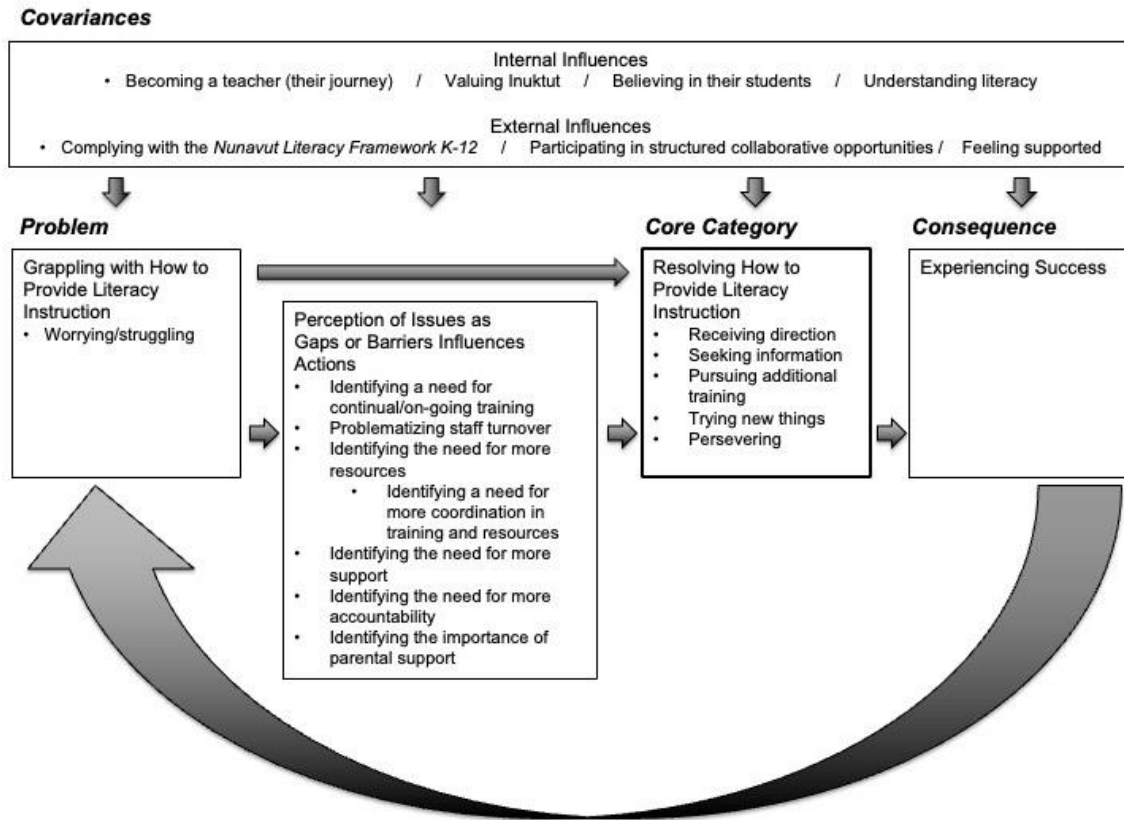 Covariances
Internal Influences
• Becoming a teacher (their journey) / Valuing Inuktut / Believing in their students / Understanding literacy
External Influences
• Complying with the Nunavut Literacy Framework K-12 / Participating in structured collaborative opportunities / Feeling supported
Problem
Grappling with How to
Provide Literacy
Instruction
• Worrying/struggling
Perception of Issues as
Gaps or Barriers Influences
Actions
• Identifying a need for
continual/on-going training
• Problematizing staff turnover
• Identifying the need for more
resources
• Identifying a need for
more coordination in
training and resources
• Identifying the need for more
support
• Identifying the need for more
accountability
• Identifying the importance of
parental support
Core Category
Resolving How to
Provide Literacy
Instruction
• Receiving direction
• Seeking information
• Pursuing additional
training
• Trying new things
• Persevering
Consequence
Experiencing Success